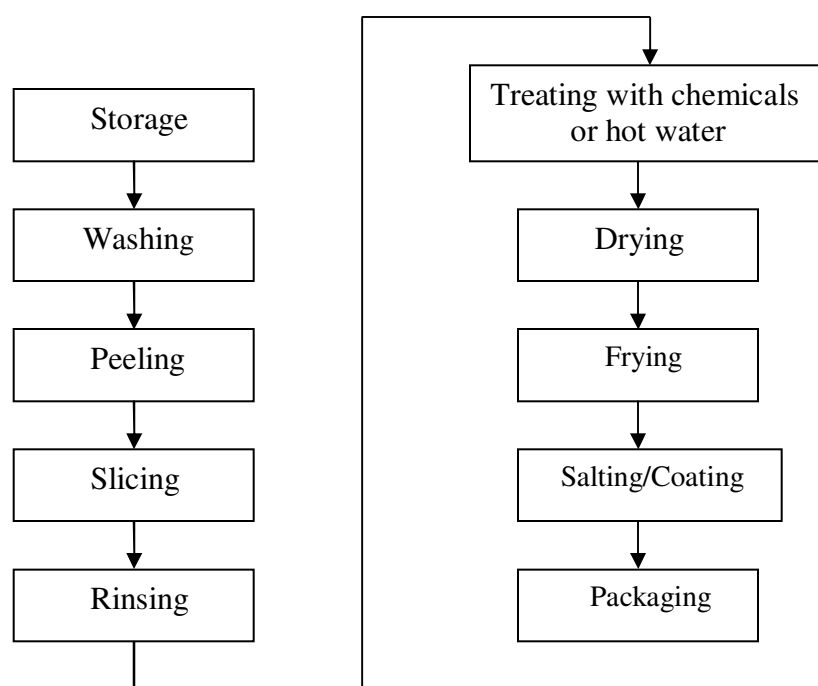 Storage
Washing
Peeling
Slicing
Rinsing
Treating with chemicals
or hot water
Drying
Frying
Salting/Coating
Packaging